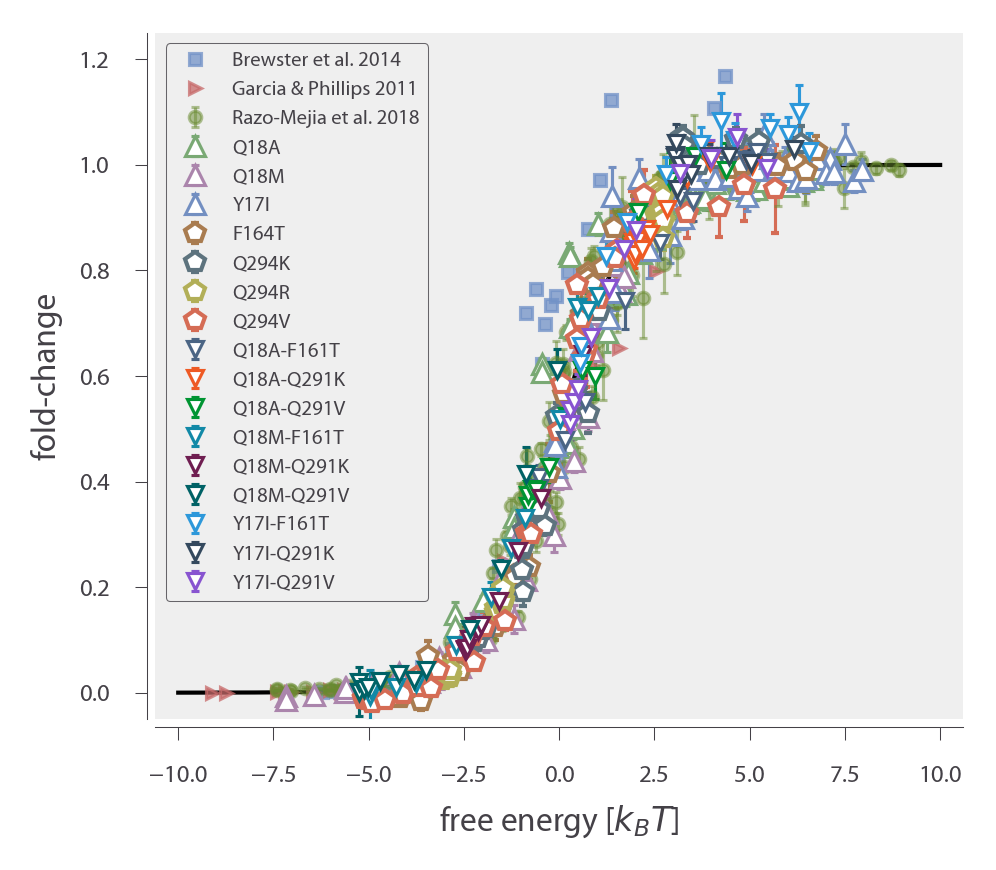 1.2
1.0
0.8
0.6
0.4
0.2
0.0
fold-change
Brewster et al. 2014
Garcia & Phillips 2011
Razo-Mejia et al. 2018
Q18A
Q18M
Y17I
F164T
Q294K
Q294R
Q294V
Q18A-F161T
Q18A-Q291K
Q18A-Q291V
Q18M-F161T
Q18M-Q291K
Q18M-Q291V
Y17I-F161T
Y17I-Q291K
Y17I-Q291V
−10.0 −7.5 −5.0 −2.5 0.0 2.5 5.0 7.5 10.0
free energy [k_BT]